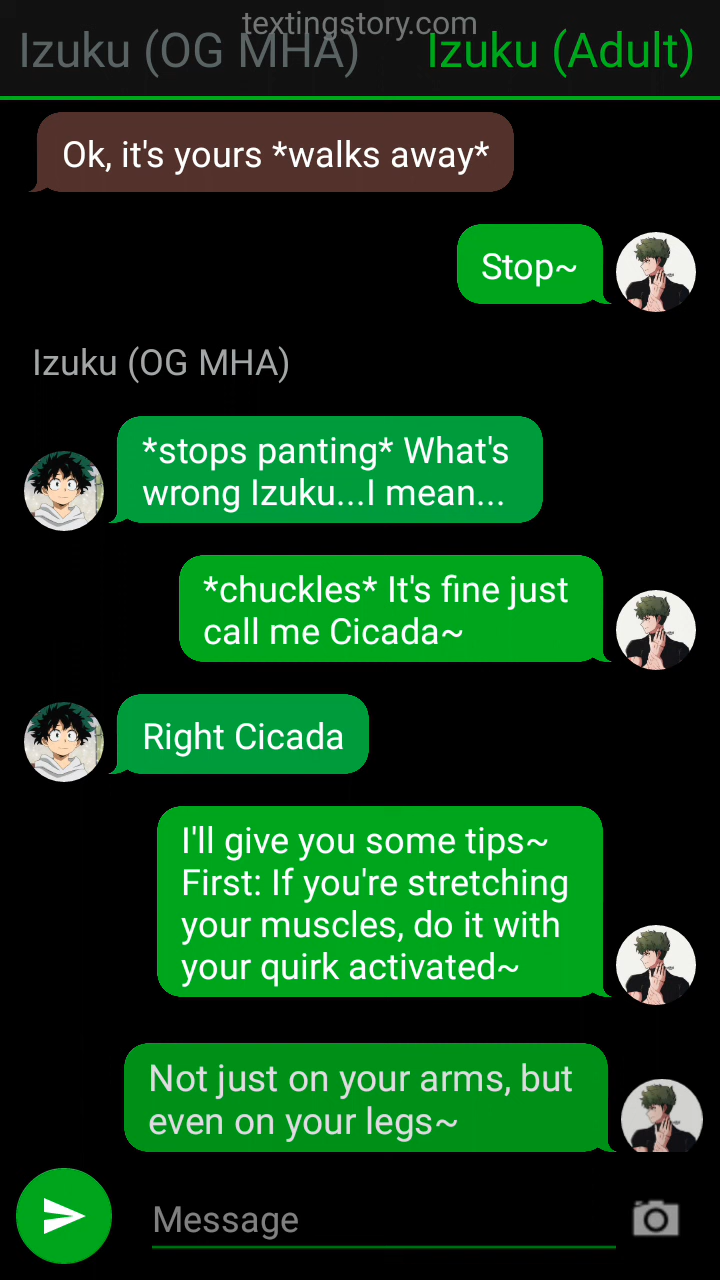 textingstory.com
Izuku (OG MHA)
Izuku (Adult)
Ok, it's yours *walks away*
Stop~
Izuku (OG MHA)
*stops panting* What's
wrong Izuku...I mean...
*chuckles* It's fine just
call me Cicada~
Right Cicada
I'll give you some tips~
First: If you're stretching
your muscles, do it with
your quirk activated~
Not just on your arms, but
even on your legs~
Message